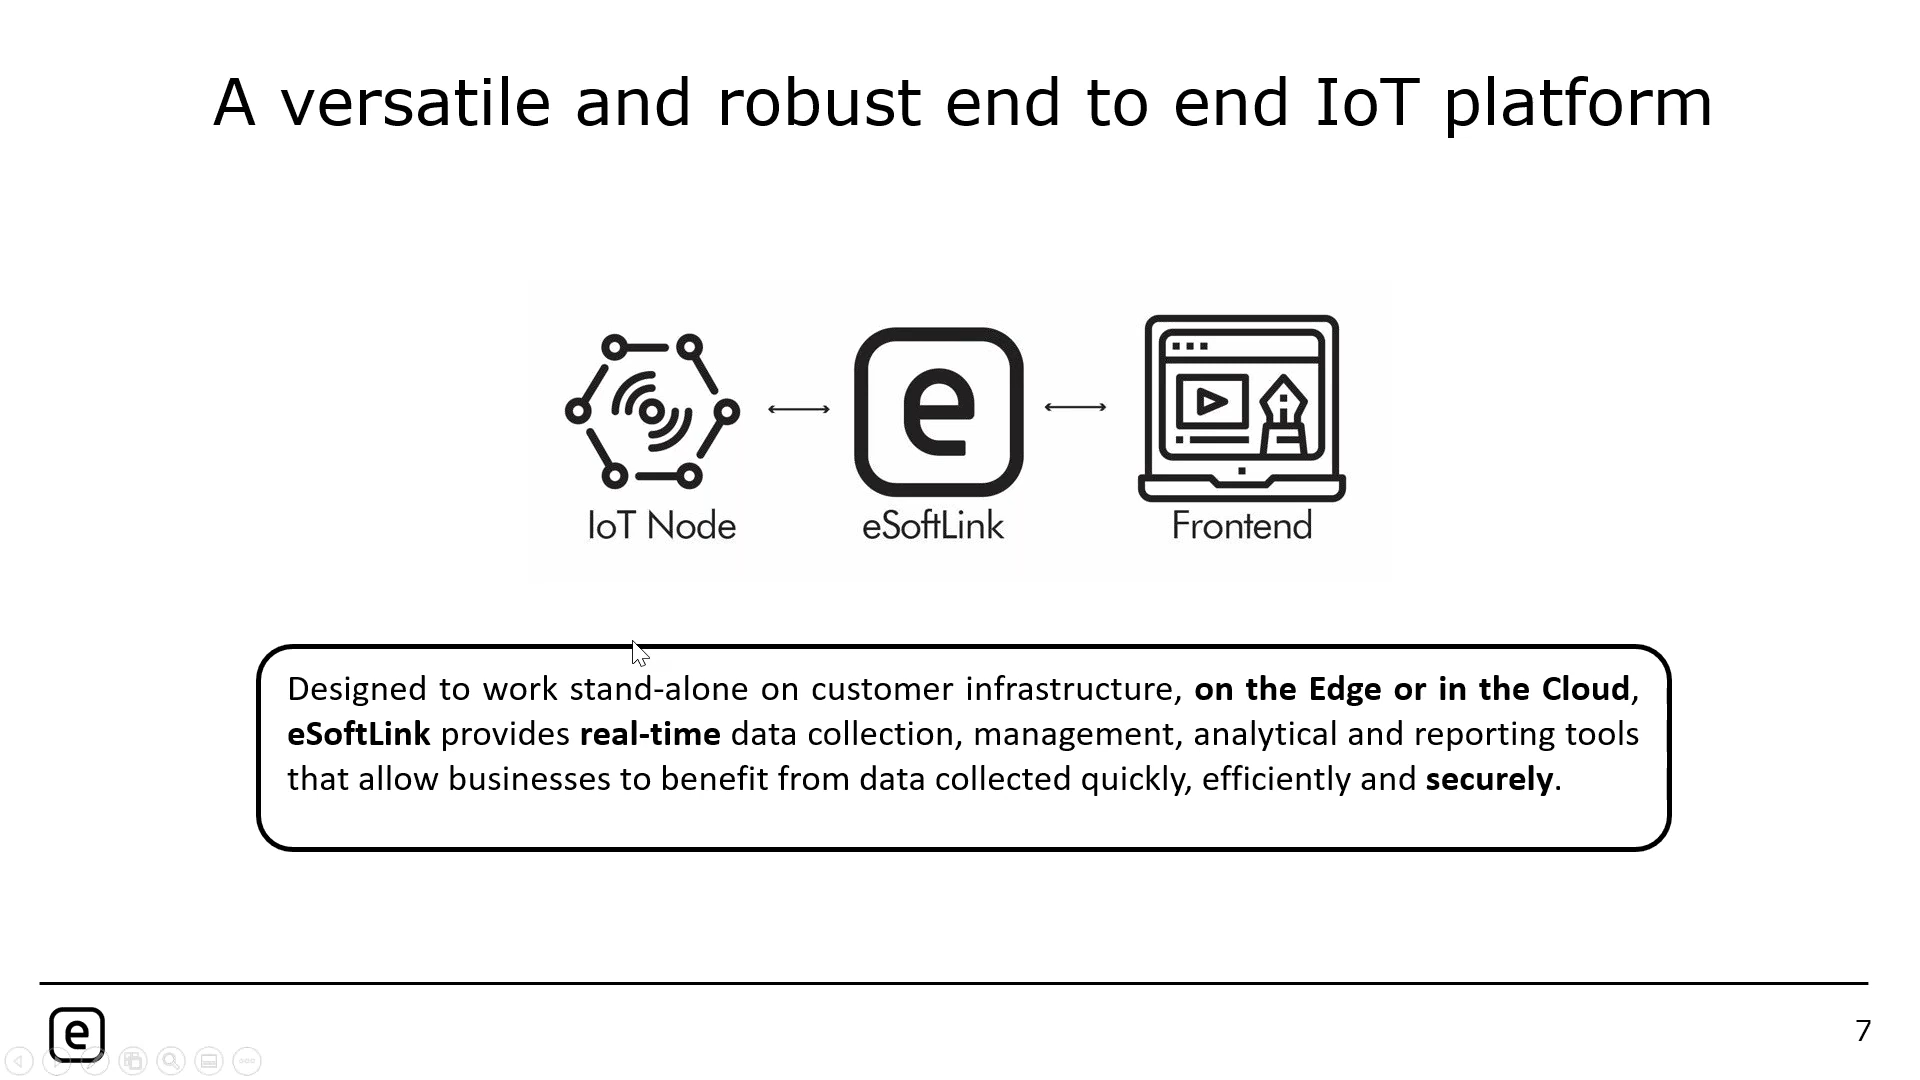 A versatile and robust end to end IoT platform
e
IoT Node
eSoftLink
Frontend
Designed to work stand-alone on customer infrastructure, on the Edge or in the Cloud,
eSoftLink provides real-time data collection, management, analytical and reporting tools
that allow businesses to benefit from data collected quickly, efficiently and securely.
e
7